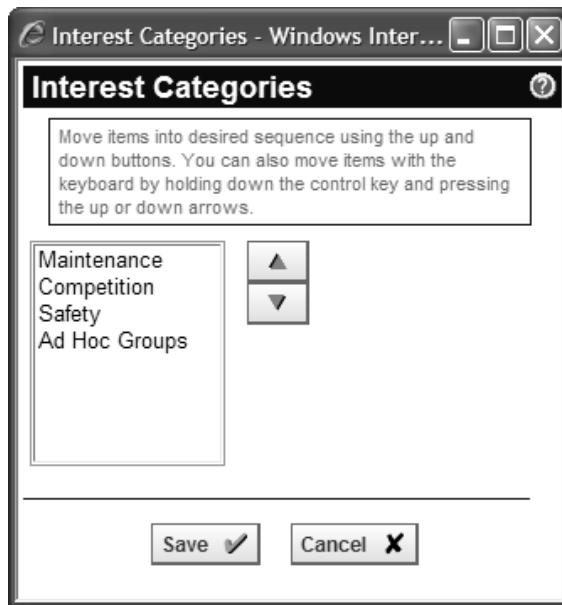 Interest Categories - Windows Inter...
Interest Categories
Move items into desired sequence using the up and
down buttons. You can also move items with the
keyboard by holding down the control key and pressing
the up or down arrows.
Maintenance
Competition
Safety
Ad Hoc Groups
Save
Cancel